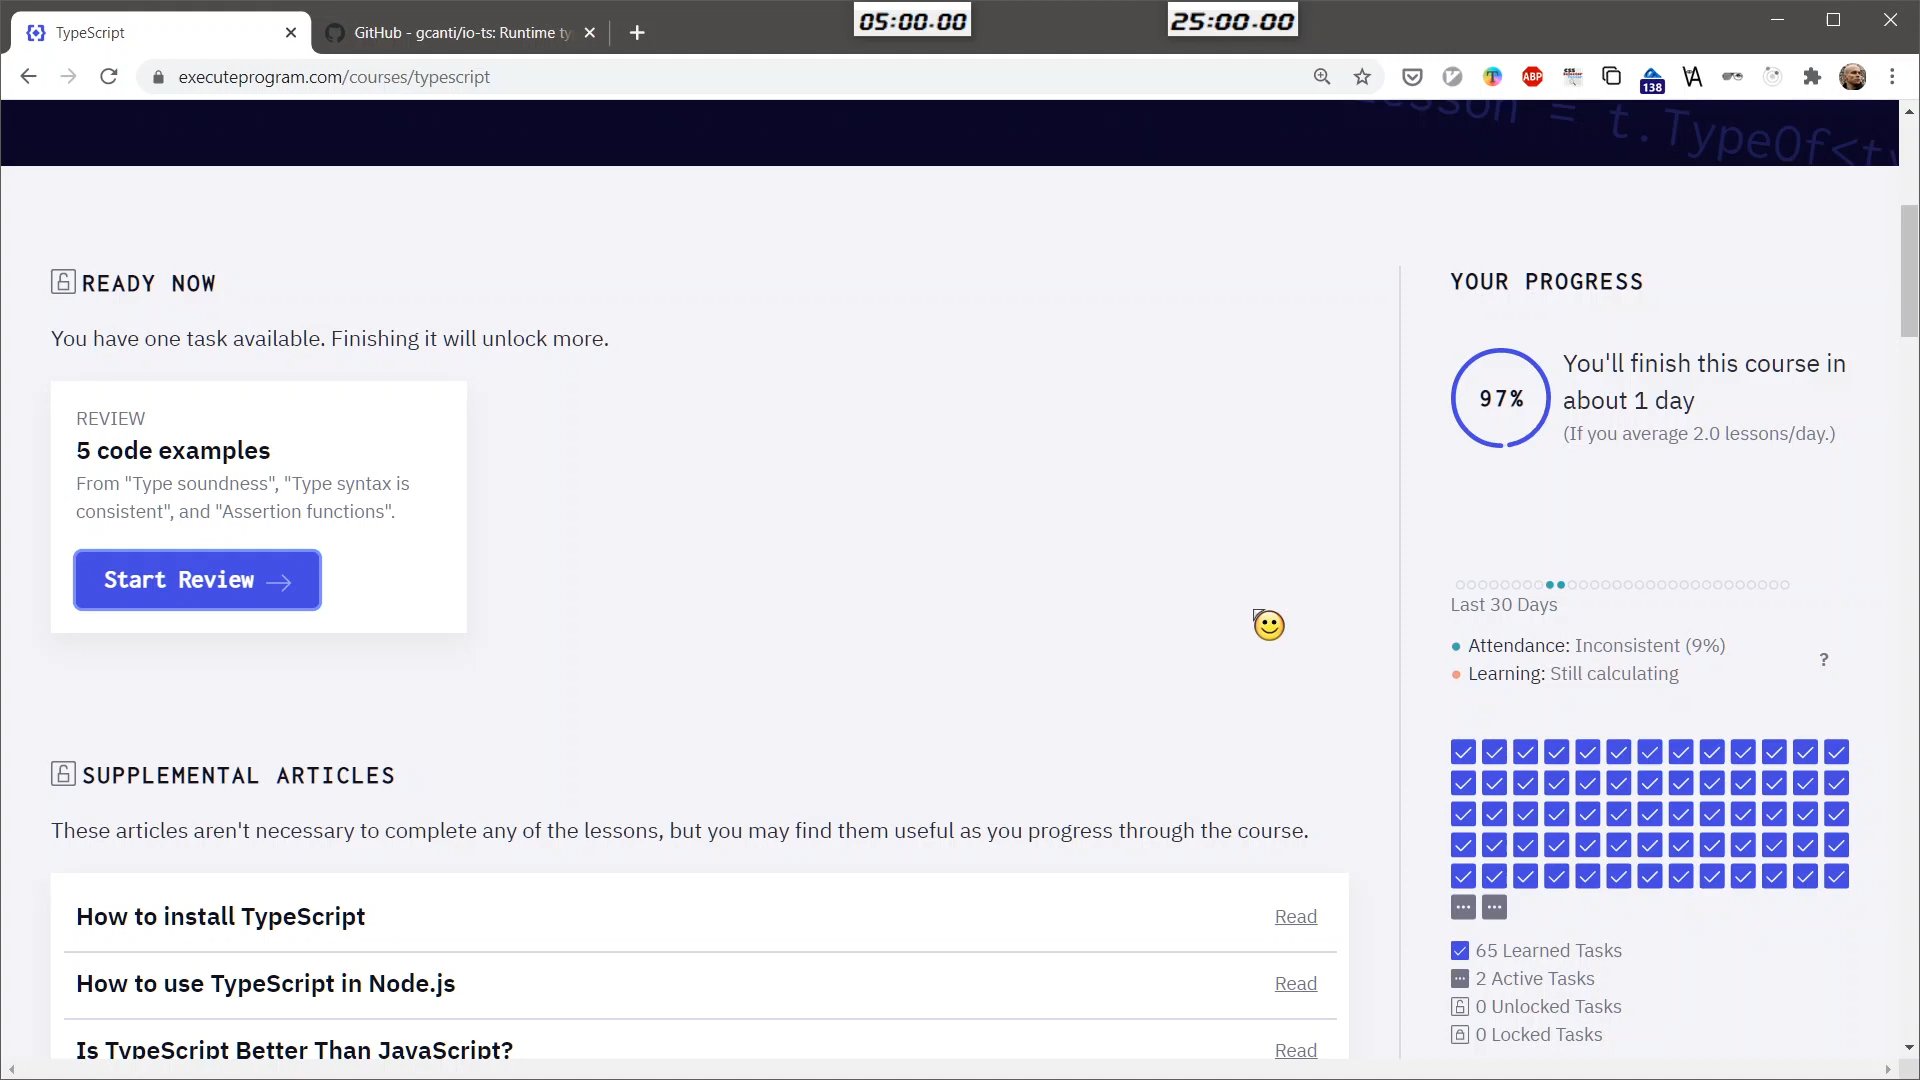 TypeScript
GitHub - gcanti/io-ts: Runtime ty
05:00.00
25:00.00
executeprogram.com/courses/typescript
ABP
CSS
138
= t.TypeOf<ty
READY NOW
You have one task available. Finishing it will unlock more.
REVIEW
5 code examples
From "Type soundness", "Type syntax is
consistent", and "Assertion functions".
Start Review
SUPPLEMENTAL ARTICLES
These articles aren't necessary to complete any of the lessons, but you may find them useful as you progress through the course.
How to install TypeScript
Read
How to use TypeScript in Node.js
Read
Is TypeScript Better Than JavaScript?
Read
YOUR PROGRESS
97%
You'll finish this course in
about 1 day
(If you average 2.0 lessons/day.)
Last 30 Days
Attendance: Inconsistent (9%)
Learning: Still calculating
?
65 Learned Tasks
2 Active Tasks
0 Unlocked Tasks
0 Locked Tasks